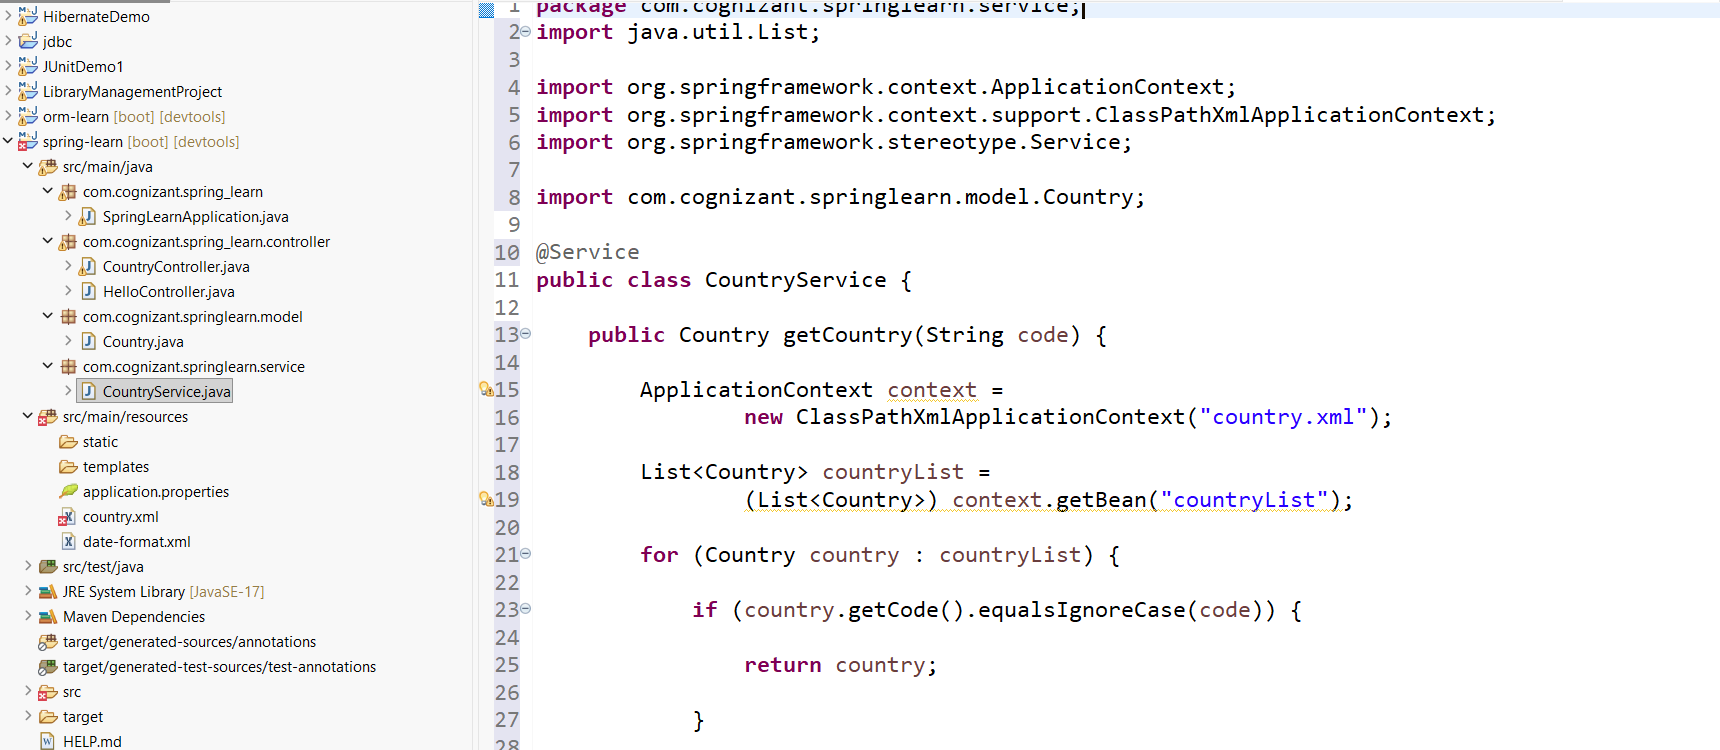 HibernateDemo
jdbc
JUnitDemo1
LibraryManagementProject
orm-learn [boot] [devtools]
spring-learn [boot] [devtools]
src/main/java
com.cognizant.spring_learn
SpringLearnApplication.java
com.cognizant.spring_learn.controller
CountryController.java
HelloController.java
com.cognizant.springlearn.model
Country.java
com.cognizant.springlearn.service
CountryService.java
src/main/resources
static
templates
application.properties
country.xml
date-format.xml
src/test/java
JRE System Library [JavaSE-17]
Maven Dependencies
target/generated-sources/annotations
target/generated-test-sources/test-annotations
src
target
HELP.md
1 package com.cognizant.springlearn.service;
2 import java.util.List;
3
4 import org.springframework.context.ApplicationContext;
5 import org.springframework.context.support.ClassPathXmlApplicationContext;
6 import org.springframework.stereotype.Service;
7
8 import com.cognizant.springlearn.model.Country;
9
10 @Service
11 public class CountryService {
12
13 public Country getCountry(String code) {
14
15 ApplicationContext context =
16 new ClassPathXmlApplicationContext("country.xml");
17
18 List<Country> countryList =
19 (List<Country>) context.getBean("countryList");
20
21 for (Country country : countryList) {
22
23 if (country.getCode().equalsIgnoreCase(code)) {
24
25 return country;
26
27 }
28